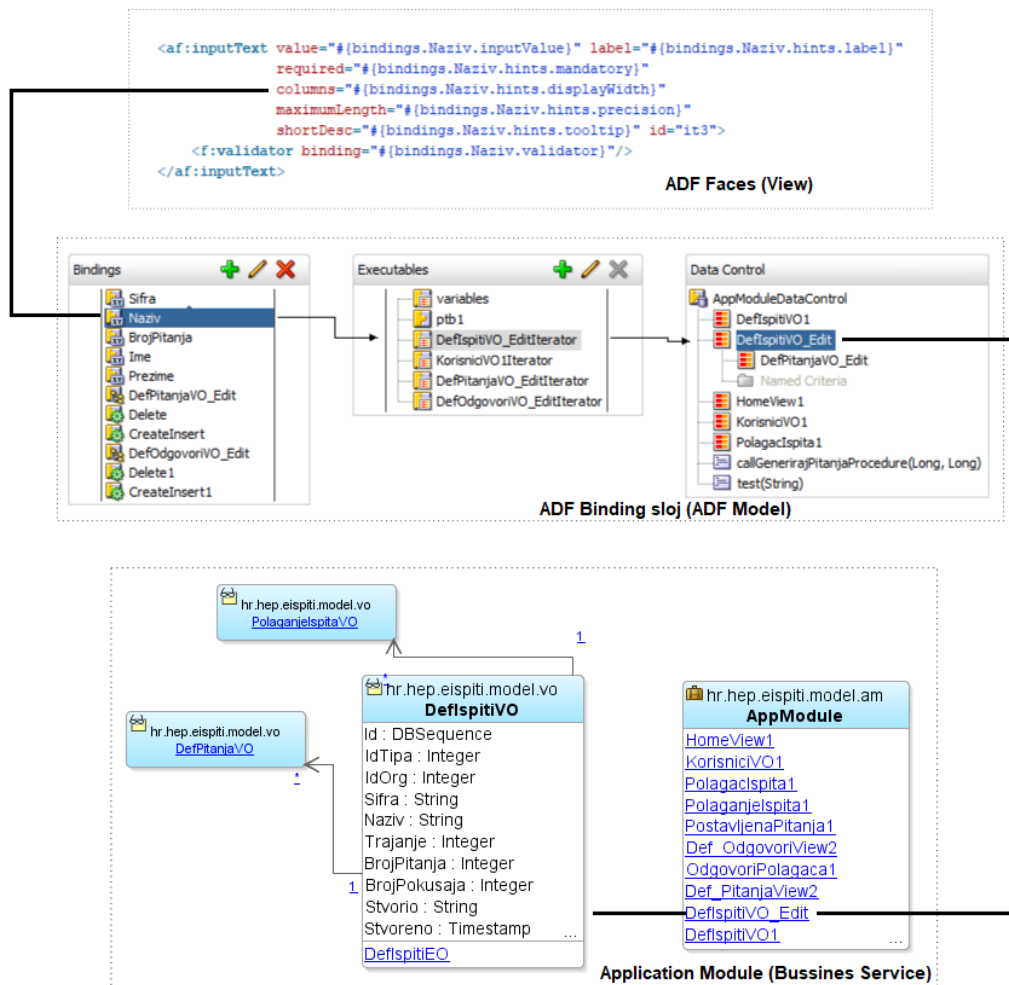 <af:inputText value="#{bindings.Naziv.inputValue}" label="#{bindings.Naziv.hints.label}"
required="#{bindings.Naziv.hints.mandatory}"
columns="#{bindings.Naziv.hints.displayWidth}"
maximumLength="#{bindings.Naziv.hints.precision}"
shortDesc="#{bindings.Naziv.hints.tooltip}" id="it3">
<f:validator binding="#{bindings.Naziv.validator}"/>
</af:inputText>
ADF Faces (View)
Bindings
Sifra
Naziv
BrojPitanja
Ime
Prezime
DefPitanjaVO_Edit
Delete
CreateInsert
DefOdgovoriVO_Edit
Delete1
CreateInsert1
Executables
variables
ptb1
DefIspitiVO_EditIterator
KorisniciVO1Iterator
DefPitanjaVO_EditIterator
DefOdgovoriVO_EditIterator
Data Control
AppModuleDataControl
DefIspitiVO1
DefIspitiVO_Edit
DefPitanjaVO_Edit
Named Criteria
HomeView1
KorisniciVO1
PolagacIspita1
callGenerirajPitanjaProcedure(Long, Long)
test(String)
ADF Binding sloj (ADF Model)
hr.hep.eispiti.model.vo
PolaganjeIspitaVO
1
*
hr.hep.eispiti.model.vo
DefPitanjaVO
*
1
hr.hep.eispiti.model.vo
DefIspitiVO
Id : DBSequence
IdTipa : Integer
IdOrg : Integer
Sifra : String
Naziv : String
Trajanje : Integer
BrojPitanja : Integer
BrojPokusaja : Integer
Stvorio : String
Stvoreno : Timestamp ...
DefIspitiEO
hr.hep.eispiti.model.am
AppModule
HomeView1
KorisniciVO1
PolagacIspita1
PolaganjeIspita1
PostavljenaPitanja1
Def_OdgovoriView2
OdgovoriPolagaca1
Def_PitanjaView2
DefIspitiVO_Edit
DefIspitiVO1 ...
Application Module (Bussines Service)